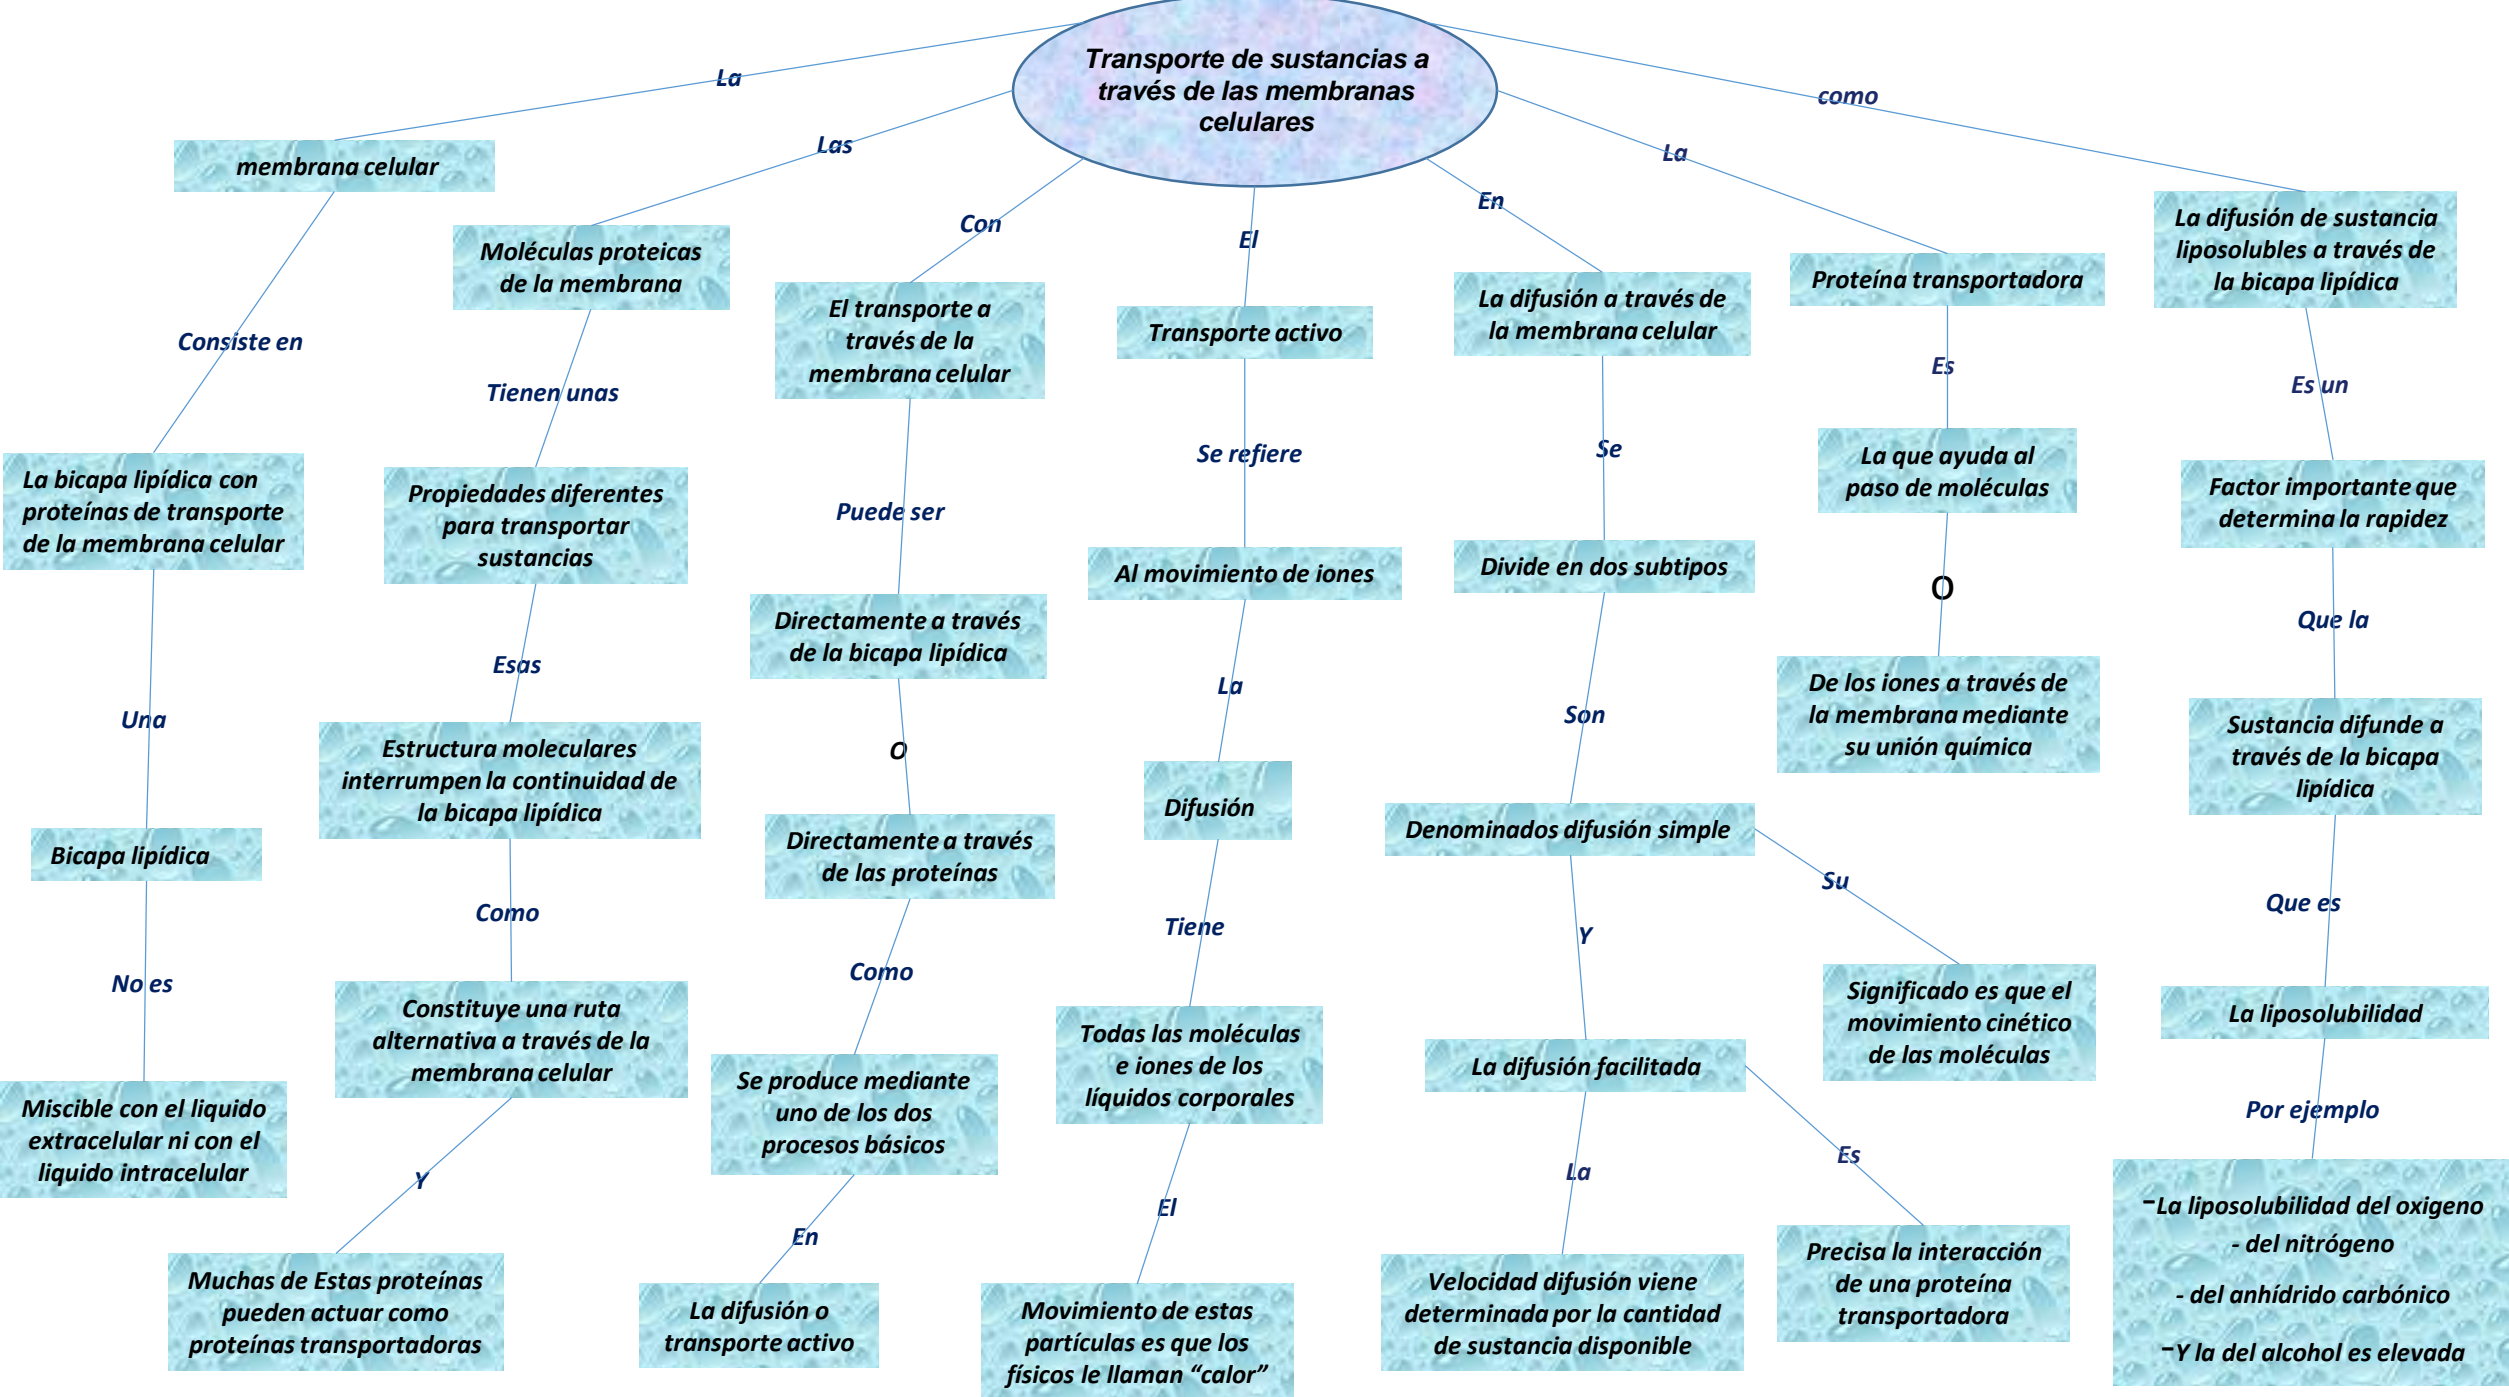 Transporte de sustancias a
través de las membranas
celulares
La
membrana celular
Consiste en
La bicapa lipídica con
proteínas de transporte
de la membrana celular
Una
Bicapa lipídica
No es
Miscible con el liquido
extracelular ni con el
liquido intracelular
Las
Moléculas proteicas
de la membrana
Tienen unas
Propiedades diferentes
para transportar
sustancias
Esas
Estructura moleculares
interrumpen la continuidad de
la bicapa lipídica
Como
Constituye una ruta
alternativa a través de la
membrana celular
Y
Muchas de Estas proteínas
pueden actuar como
proteínas transportadoras
Con
El transporte a
través de la
membrana celular
Puede ser
Directamente a través
de la bicapa lipídica
O
Directamente a través
de las proteínas
Como
Se produce mediante
uno de los dos
procesos básicos
En
La difusión o
transporte activo
El
Transporte activo
Se refiere
Al movimiento de iones
La
Difusión
Tiene
Todas las moléculas
e iones de los
líquidos corporales
El
Movimiento de estas
partículas es que los
físicos le llaman “calor”
En
La difusión a través de
la membrana celular
Se
Divide en dos subtipos
Son
Denominados difusión simple
Su
Significado es que el
movimiento cinético
de las moléculas
Y
La difusión facilitada
La
Velocidad difusión viene
determinada por la cantidad
de sustancia disponible
Es
Precisa la interacción
de una proteína
transportadora
La
Proteína transportadora
Es
La que ayuda al
paso de moléculas
O
De los iones a través de
la membrana mediante
su unión química
como
La difusión de sustancia
liposolubles a través de
la bicapa lipídica
Es un
Factor importante que
determina la rapidez
Que la
Sustancia difunde a
través de la bicapa
lipídica
Que es
La liposolubilidad
Por ejemplo
-La liposolubilidad del oxigeno
- del nitrógeno
- del anhídrido carbónico
-Y la del alcohol es elevada